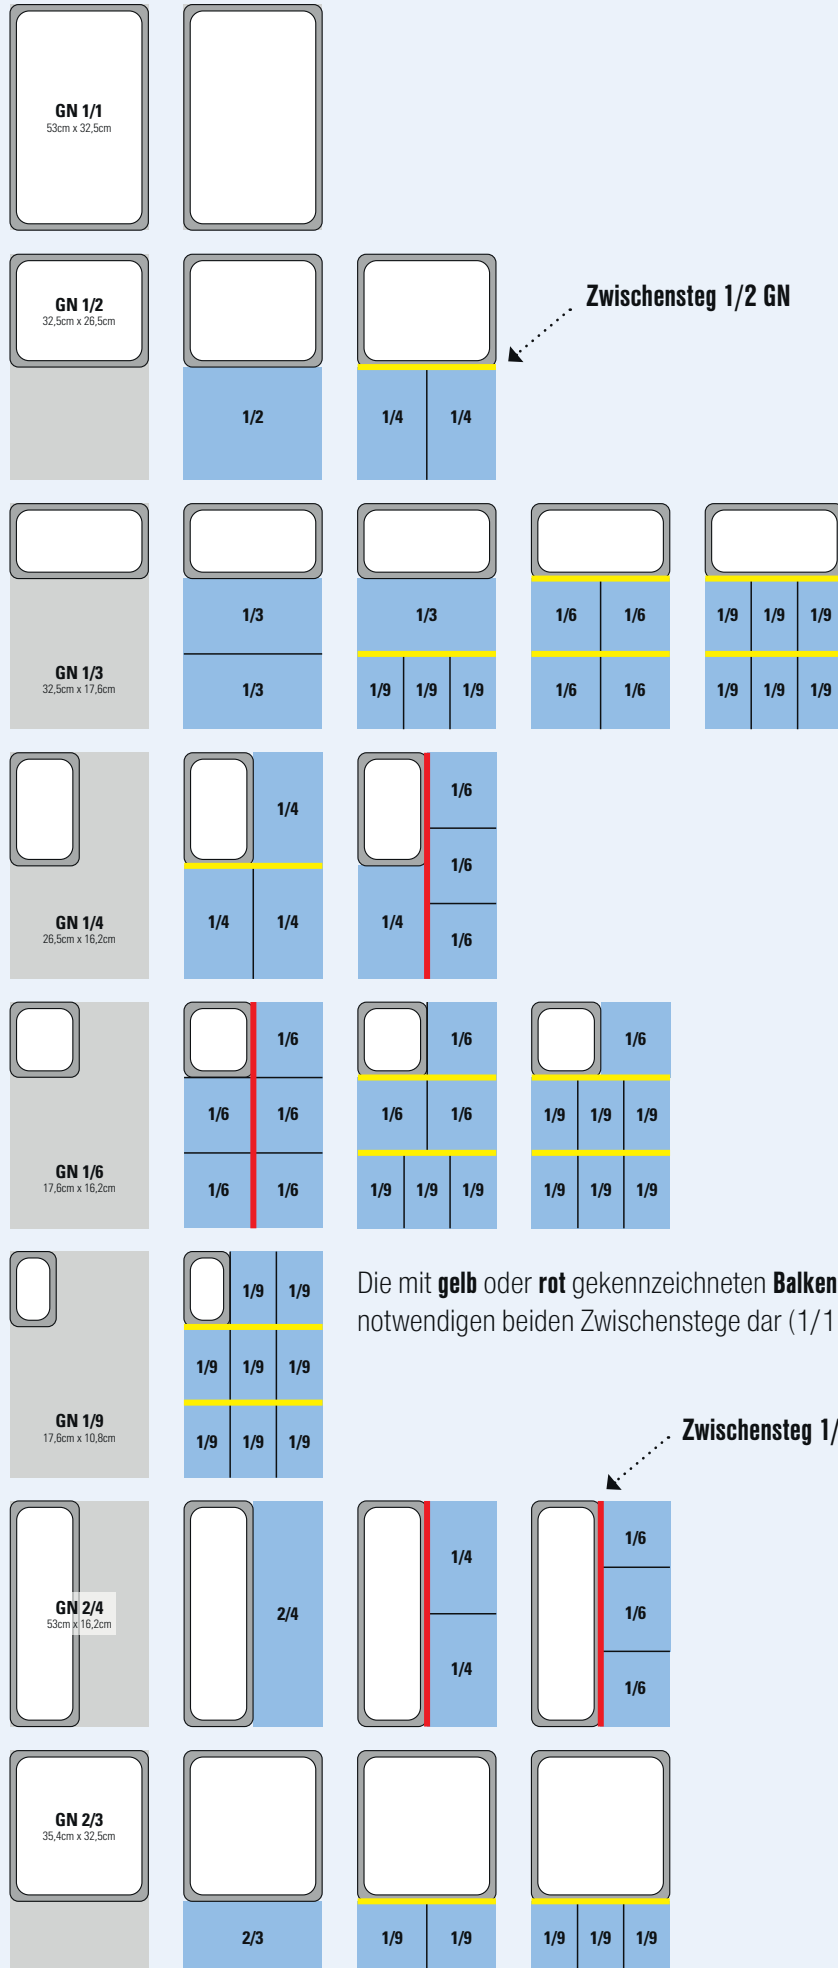 GN 1/1
53cm x 32,5cm
GN 1/2
32,5cm x 26,5cm
Zwischensteg 1/2 GN
1/2
1/4 1/4
1/3 1/3 1/6 1/6 1/9 1/9 1/9
GN 1/3
32,5cm x 17,6cm
1/3 1/9 1/9 1/9 1/6 1/6 1/9 1/9 1/9
1/6
1/4
1/6
GN 1/4
26,5cm x 16,2cm
1/4 1/4 1/4
1/6
1/6 1/6 1/6
1/6 1/6 1/6 1/6 1/9 1/9 1/9
GN 1/6
17,6cm x 16,2cm
1/6 1/6 1/9 1/9 1/9 1/9 1/9 1/9
1/9 1/9
Die mit gelb oder rot gekennzeichneten Balken
notwendigen beiden Zwischenstege dar (1/1
1/9 1/9 1/9
GN 1/9
17,6cm x 10,8cm
1/9 1/9 1/9
Zwischensteg 1/
1/6
1/4
GN 2/4
53cm x 16,2cm
2/4
1/6
1/4
1/6
GN 2/3
35,4cm x 32,5cm
2/3 1/9 1/9 1/9 1/9 1/9